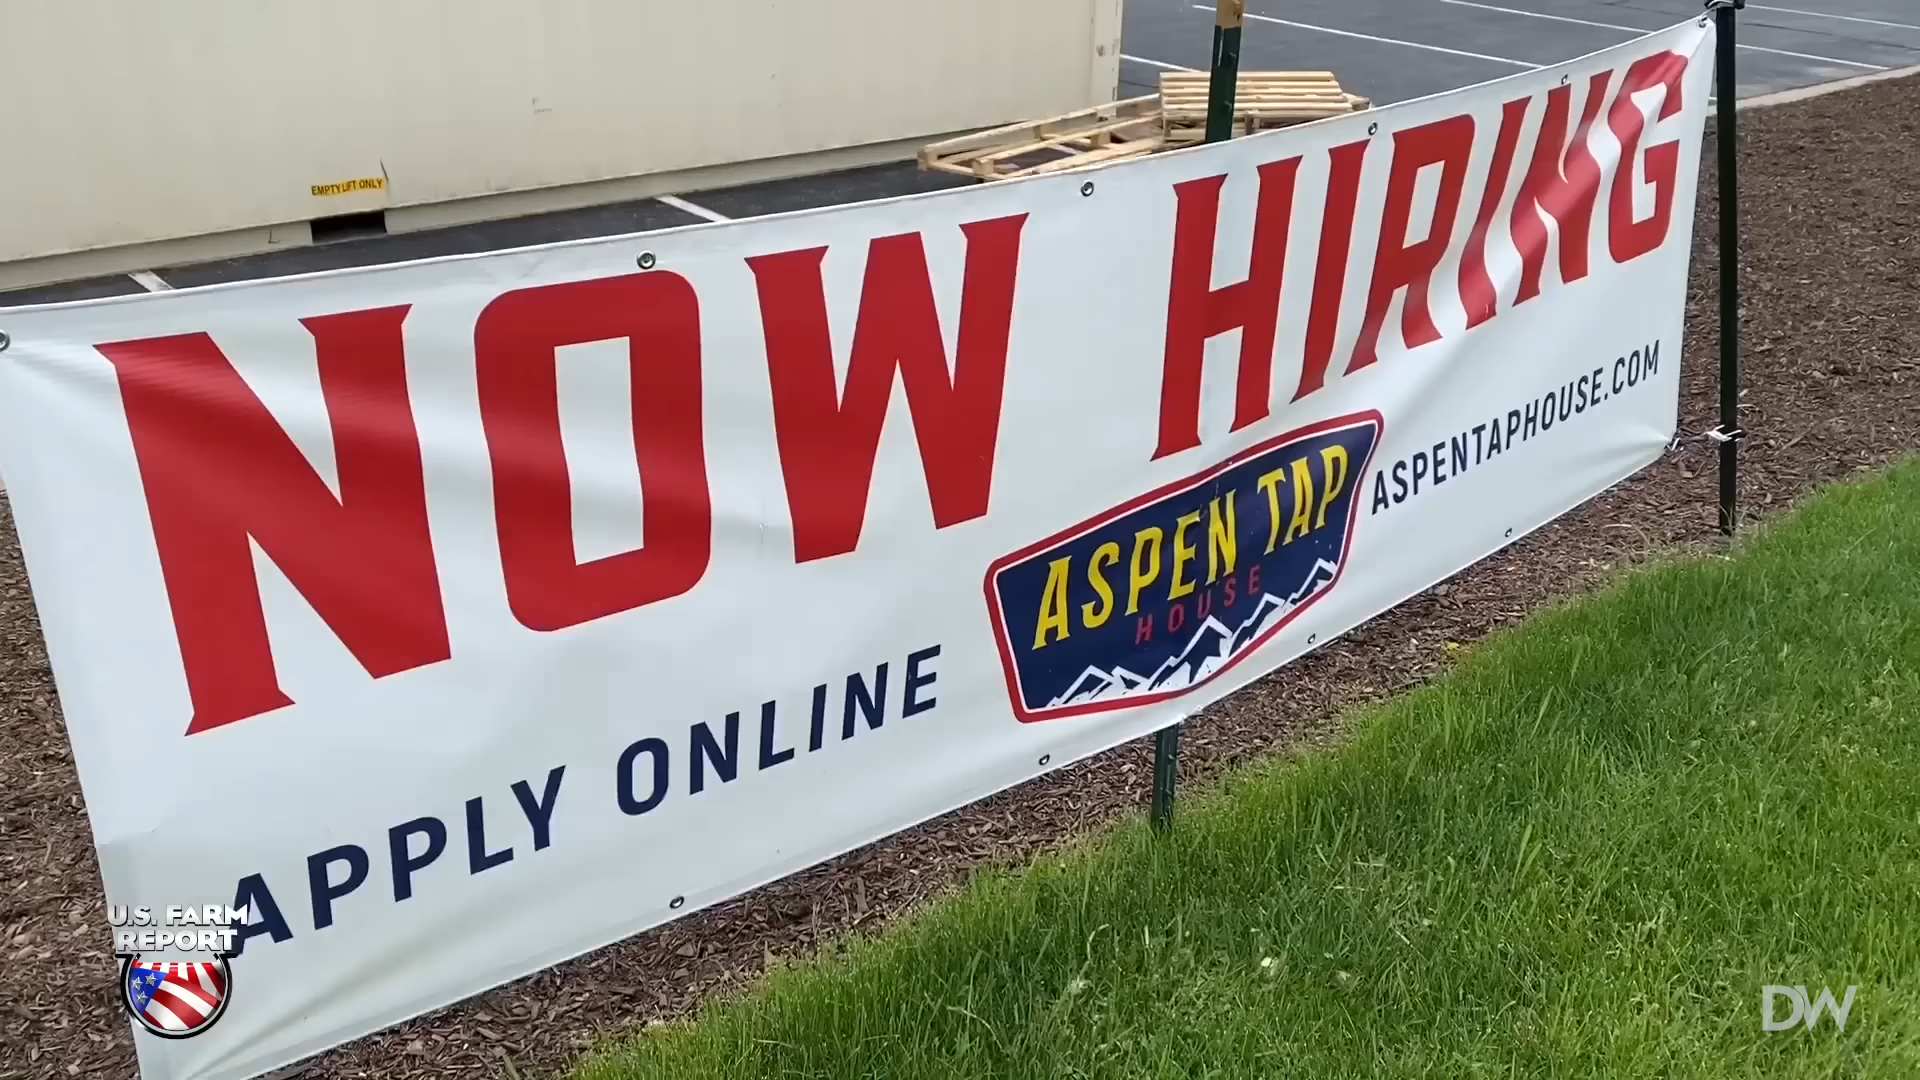 EMPTY LIFT ONLY
NOW HIRING
APPLY ONLINE
ASPEN TAP
HOUSE
ASPENTAPHOUSE.COM
U.S. FARM
REPORT
DW